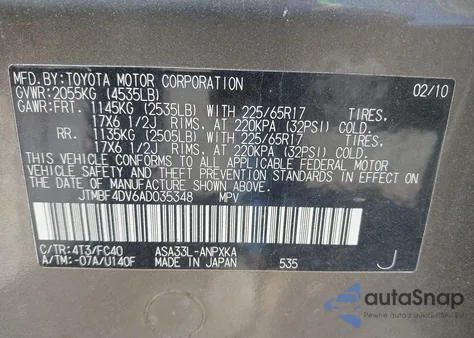 MFD.BY:TOYOTA MOTOR CORPORATION 02/10
GVWR:2055KG (4535LB)
GAWR:FRT. 1145KG (2535LB) WITH 225/65R17 TIRES,
17X6 1/2J RIMS, AT 220KPA (32PSI) COLD.
RR. 1135KG (2505LB) WITH 225/65R17 TIRES,
17X6 1/2J RIMS, AT 220KPA (32PSI) COLD.
THIS VEHICLE CONFORMS TO ALL APPLICABLE FEDERAL MOTOR
VEHICLE SAFETY AND THEFT PREVENTION STANDARDS IN
EFFECT ON THE DATE OF MANUFACTURE SHOWN ABOVE.
JTMBF4DV6AD035348 MPV
C/TR:4T3/FC40 ASA33L-ANPXKA J
A/TM:-07A/U140F MADE IN JAPAN 535
autoSnap